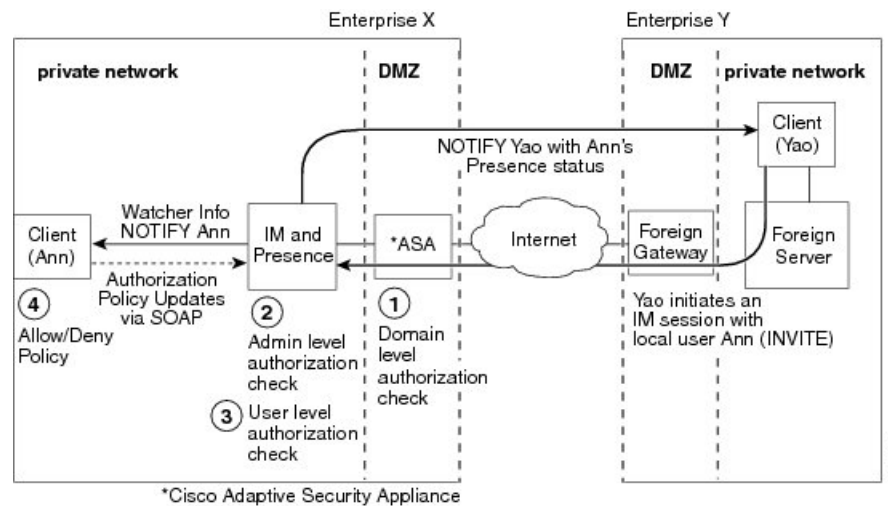 Enterprise X
Enterprise Y
private network
DMZ
DMZ
private network
Client
(Yao)
NOTIFY Yao with Ann's
Presence status
Watcher Info
NOTIFY Ann
Client
(Ann)
IM and
Presence
*ASA
Internet
Foreign
Gateway
Foreign
Server
Authorization
Policy Updates
via SOAP
4
Allow/Deny
Policy
2
Admin level
authorization
check
3
User level
authorization
check
1
Domain
level
authorization
check
Yao initiates an
IM session with
local user Ann (INVITE)
*Cisco Adaptive Security Appliance